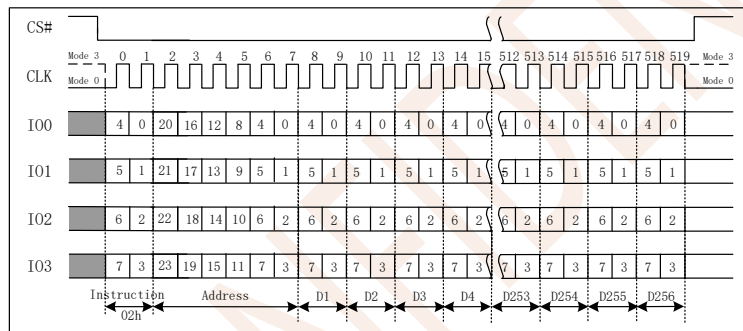 CS#
Mode 3 0 1 2 3 4 5 6 7 8 9 10 11 12 13 14 15 512 513 514 515 516 517 518 519 Mode 3
CLK
Mode 0 Mode 0
IO0 4 0 20 16 12 8 4 0 4 0 4 0 4 0 4 0 4 0 4 0 4 0 4 0
IO1 5 1 21 17 13 9 5 1 5 1 5 1 5 1 5 1 5 1 5 1 5 1 5 1
IO2 6 2 22 18 14 10 6 2 6 2 6 2 6 2 6 2 6 2 6 2 6 2 6 2
IO3 7 3 23 19 15 11 7 3 7 3 7 3 7 3 7 3 7 3 7 3 7 3 7 3
Instruction Address D1 D2 D3 D4 D253 D254 D255 D256
02h